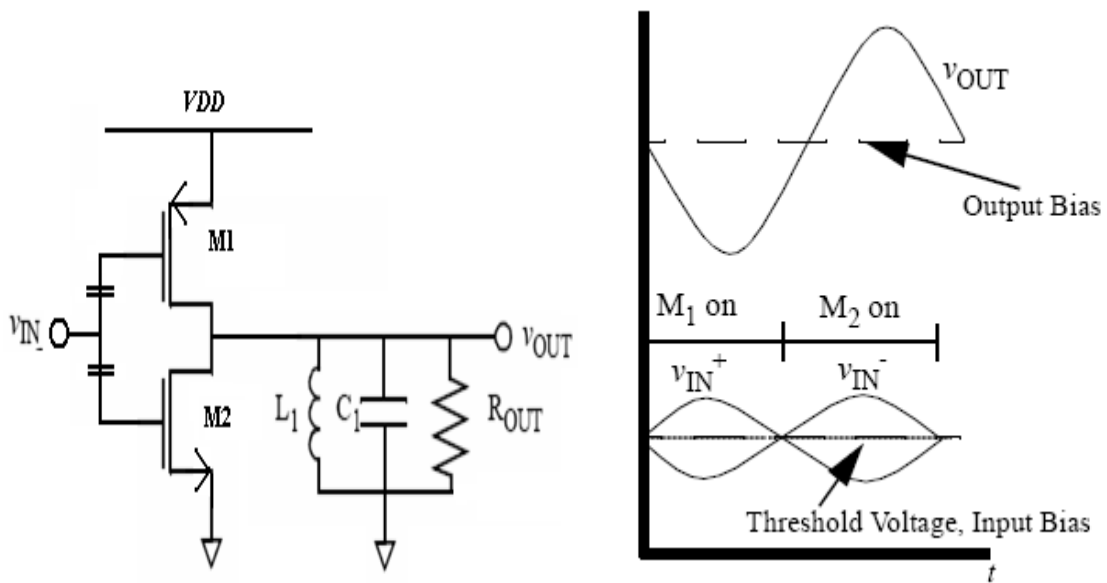 VDD
M1
vIN
vOUT
M2
L1
C1
ROUT
vOUT
Output Bias
M1 on
M2 on
vIN+
vIN-
Threshold Voltage, Input Bias
t